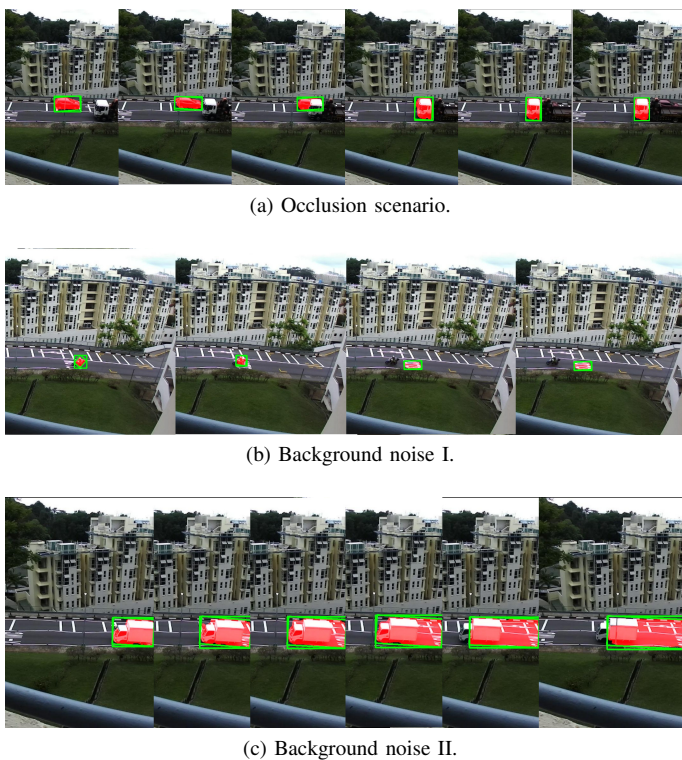 (a) Occlusion scenario.
(b) Background noise I.
(c) Background noise II.